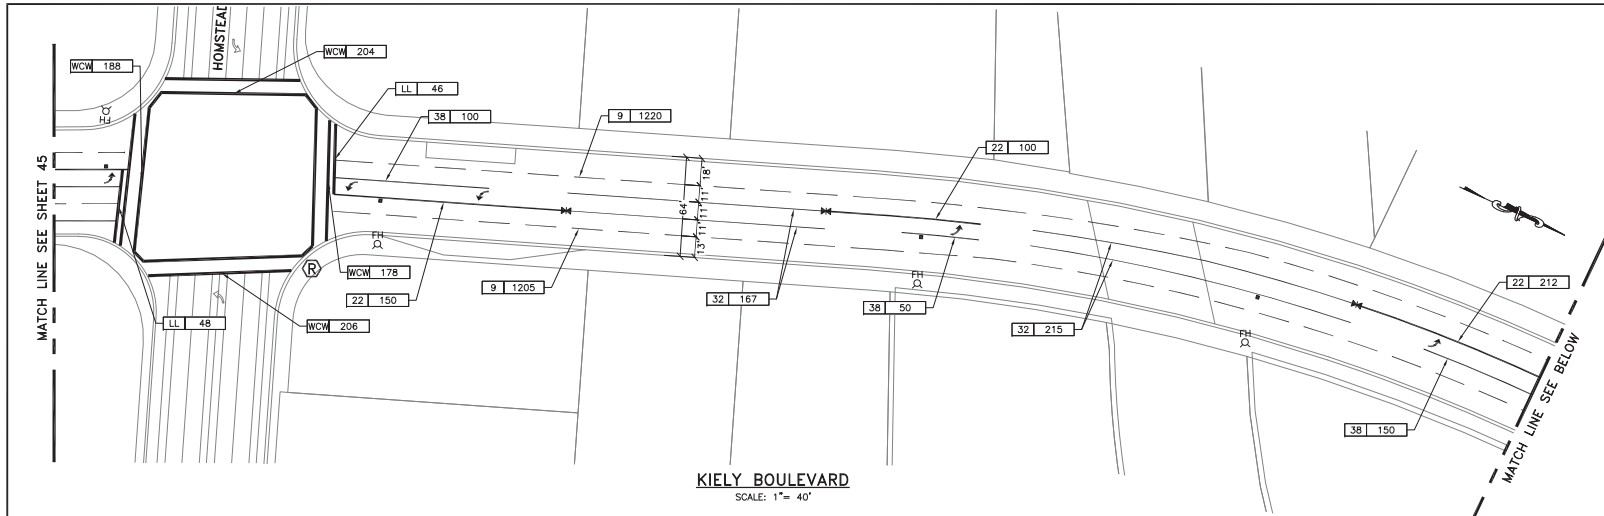 HOMSTEAD
WCW 204
WCW 188
LL 46
38 100
9 1220
22 100
FH
MATCH LINE SEE SHEET 45
18'
11'
64'
11'
11'
13'
FH
R
WCW 178
22 150
9 1205
32 167
FH
38 50
22 212
LL 48
WCW 206
32 215
FH
MATCH LINE SEE BELOW
38 150
KIELY BOULEVARD
SCALE: 1"= 40'